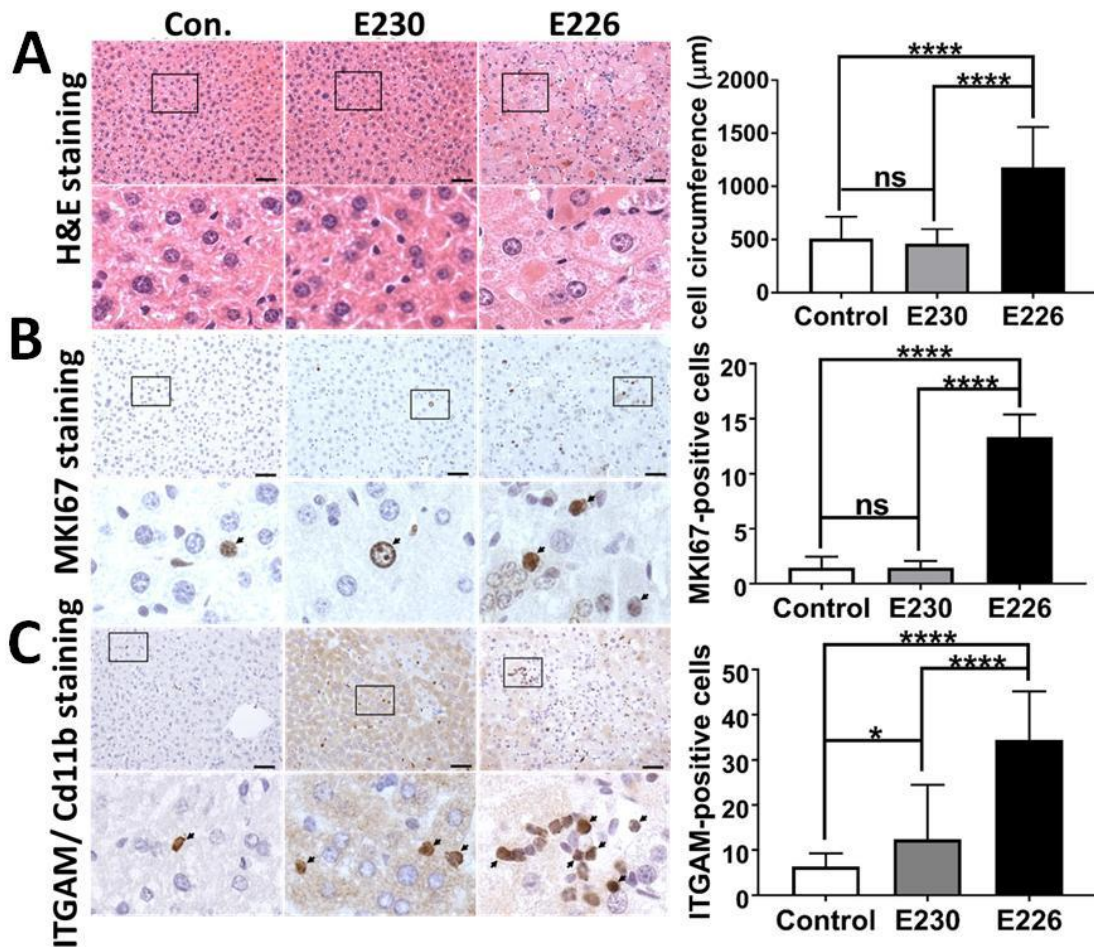 Con. E230 E226
A
H&E staining
****
****
ns
cell circumference (μm)
2000
1500
1000
500
0
Control E230 E226
B
MKI67 staining
****
****
ns
MKI67-positive cells
20
15
10
5
0
Control E230 E226
C
ITGAM/ Cd11b staining
****
****
*
ITGAM-positive cells
50
40
30
20
10
0
Control E230 E226